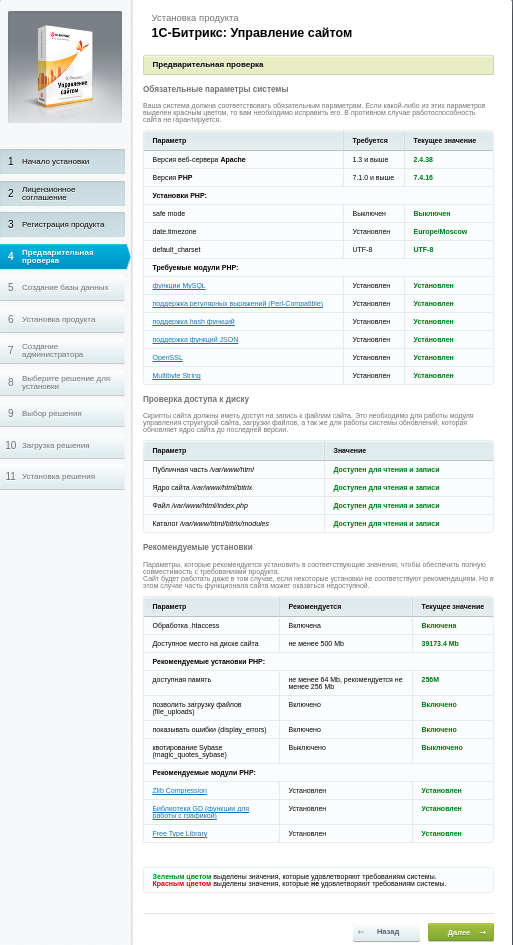 1С-Битрикс
Управление
сайтом
1 Начало установки
2 Лицензионное
соглашение
3 Регистрация продукта
4 Предварительная
проверка
5 Создание базы данных
6 Установка продукта
7 Создание
администратора
8 Выберите решение для
установки
9 Выбор решения
10 Загрузка решения
11 Установка решения
Установка продукта
1С-Битрикс: Управление сайтом
Предварительная проверка
Обязательные параметры системы
Ваша система должна соответствовать обязательным параметрам. Если какой-либо из этих параметров
выделен красным цветом, то вам необходимо исправить его. В противном случае работоспособность
сайта не гарантируется.
Параметр Требуется Текущее значение
Версия веб-сервера Apache 1.3 и выше 2.4.38
Версия PHP 7.1.0 и выше 7.4.16
Установки PHP:
safe mode Выключен Выключен
date.timezone Установлен Europe/Moscow
default_charset UTF-8 UTF-8
Требуемые модули PHP:
функции MySQL Установлен Установлен
поддержка регулярных выражений (Perl-Compatible) Установлен Установлен
поддержка hash функций Установлен Установлен
поддержка функций JSON Установлен Установлен
OpenSSL Установлен Установлен
Multibyte String Установлен Установлен
Проверка доступа к диску
Скрипты сайта должны иметь доступ на запись к файлам сайта. Это необходимо для работы модуля
управления структурой сайта, загрузки файлов, а так же для работы системы обновлений, которая
обновляет ядро сайта до последней версии.
Параметр Значение
Публичная часть /var/www/html Доступен для чтения и записи
Ядро сайта /var/www/html/bitrix Доступен для чтения и записи
Файл /var/www/html/index.php Доступен для чтения и записи
Каталог /var/www/html/bitrix/modules Доступен для чтения и записи
Рекомендуемые установки
Параметры, которые рекомендуется установить в соответствующие значения, чтобы обеспечить полную
совместимость с требованиями продукта.
Сайт будет работать даже в том случае, если некоторые установки не соответствуют рекомендациям. Но в
этом случае часть функционала сайта может оказаться недоступной.
Параметр Рекомендуется Текущее значение
Обработка .htaccess Включена Включена
Доступное место на диске сайта не менее 500 Mb 39173.4 Mb
Рекомендуемые установки PHP:
доступная память не менее 64 Mb, рекомендуется не
менее 256 Mb 256M
позволить загрузку файлов
(file_uploads) Включено Включено
показывать ошибки (display_errors) Включено Включено
квотирование Sybase
(magic_quotes_sybase) Выключено Выключено
Рекомендуемые модули PHP:
Zlib Compression Установлен Установлен
Библиотека GD (функции для
работы с графикой) Установлен Установлен
Free Type Library Установлен Установлен
Зеленым цветом выделены значения, которые удовлетворяют требованиям системы.
Красным цветом выделены значения, которые не удовлетворяют требованиям системы.
← Назад Далее →